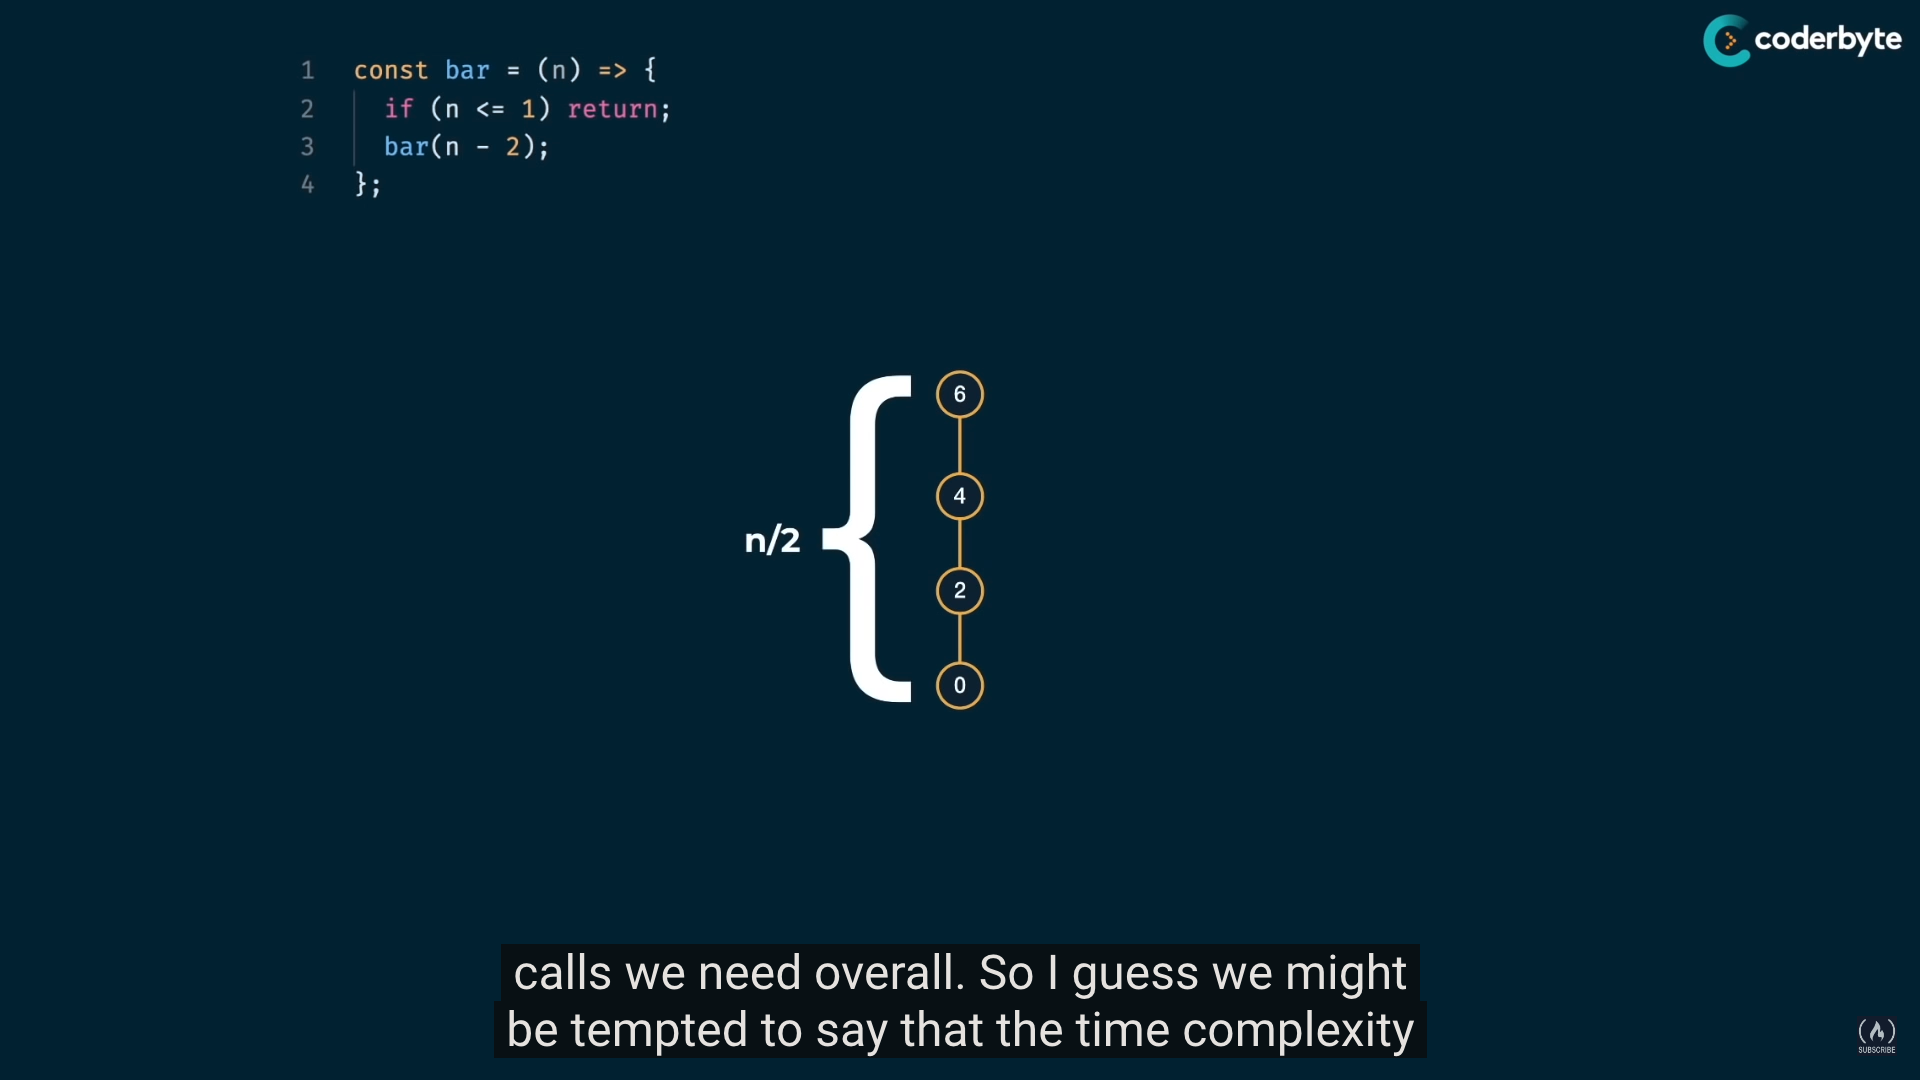 coderbyte
1 const bar = (n) => {
2 if (n <= 1) return;
3 bar(n - 2);
4 };
6
4
n/2
2
0
calls we need overall. So I guess we might
be tempted to say that the time complexity
SUBSCRIBE